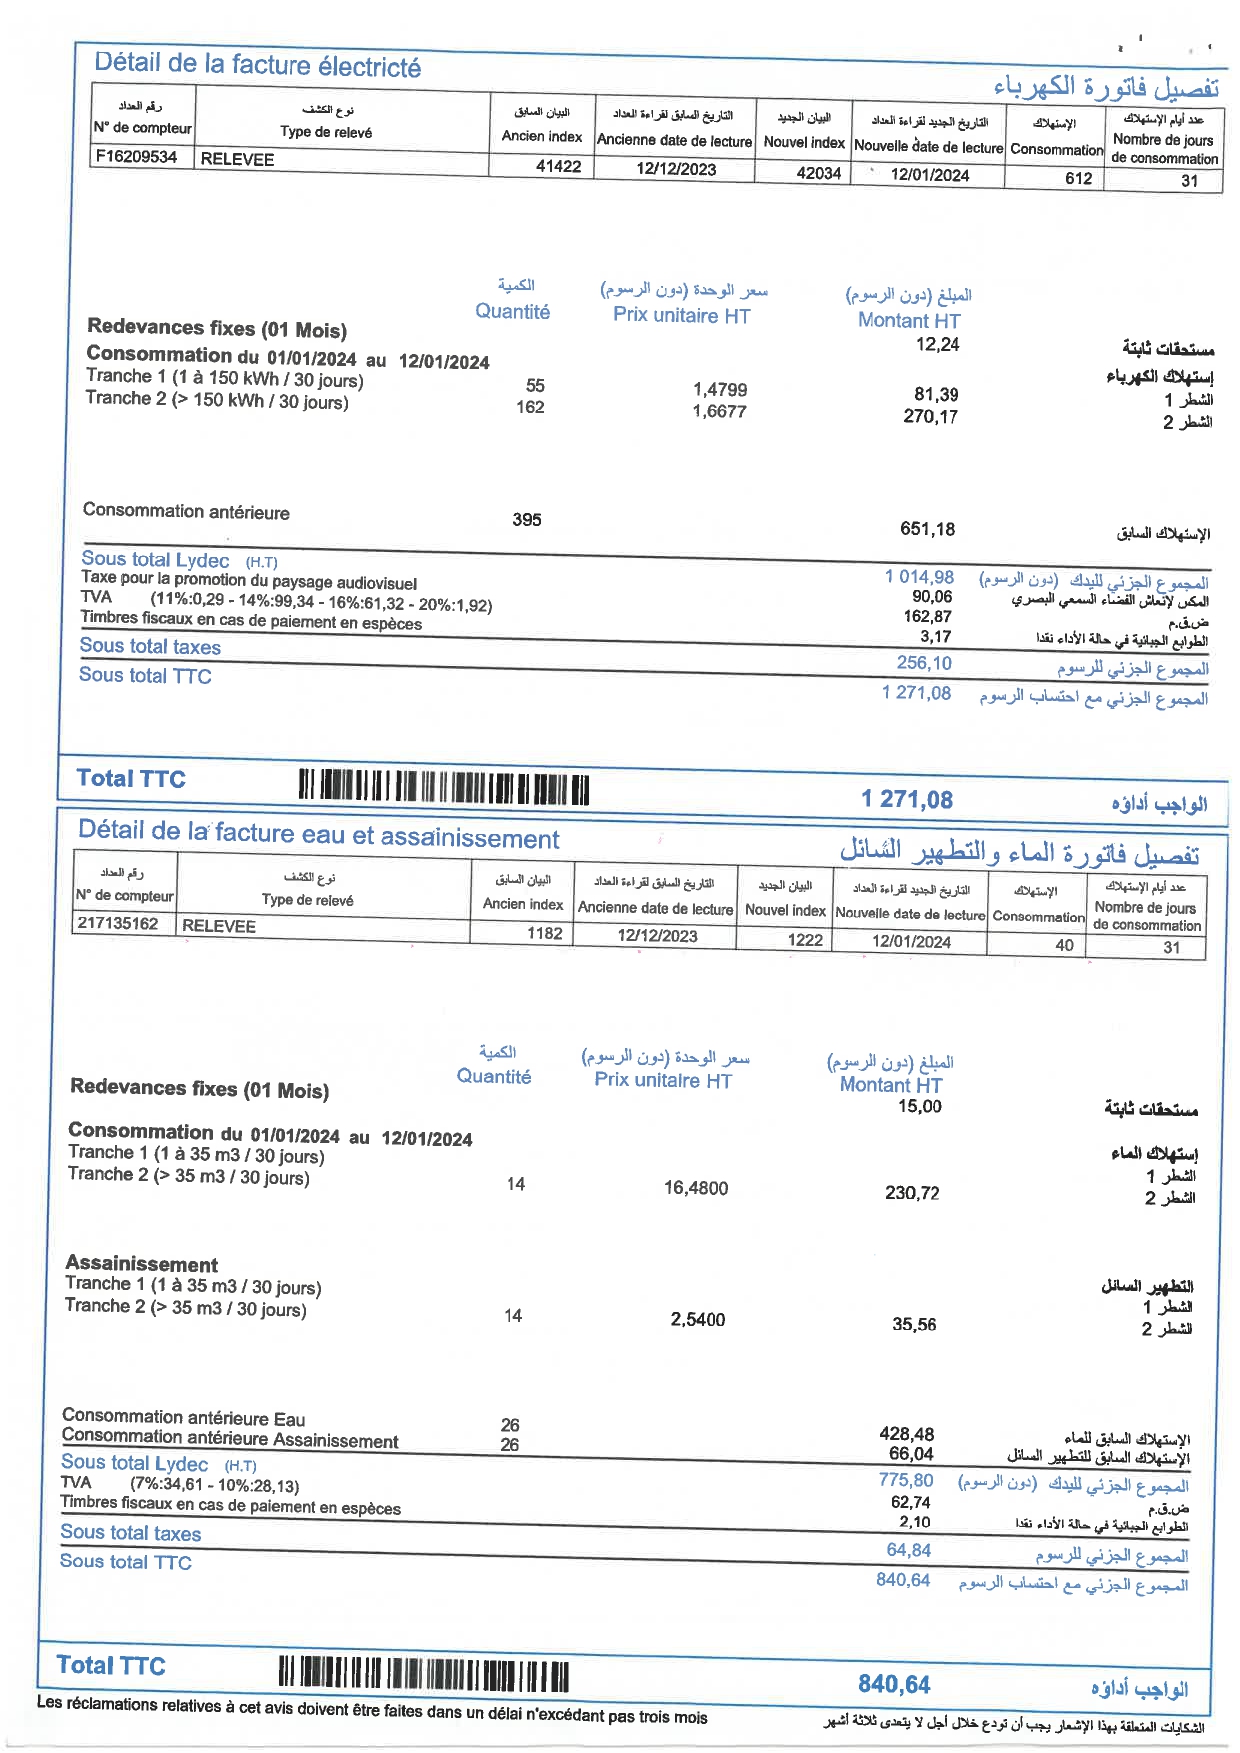 Détail de la facture électricté
تفصيل فاتورة الكهرباء
رقم العداد نوع الكشف البيان السابق التاريخ السابق لقراءة العداد البيان الجديد التاريخ الجديد لقراءة العداد الإستهلاك عدد أيام الإستهلاك
N° de compteur Type de relevé Ancien index Ancienne date de lecture Nouvel index Nouvelle date de lecture Consommation Nombre de jours de consommation
F16209534 RELEVEE 41422 12/12/2023 42034 12/01/2024 612 31
الكمية سعر الوحدة (دون الرسوم) المبلغ (دون الرسوم)
Quantité Prix unitaire HT Montant HT
Redevances fixes (01 Mois) 12,24 مستحقات ثابتة
Consommation du 01/01/2024 au 12/01/2024 إستهلاك الكهرباء
Tranche 1 (1 à 150 kWh / 30 jours) 55 1,4799 81,39 الشطر 1
Tranche 2 (> 150 kWh / 30 jours) 162 1,6677 270,17 الشطر 2
Consommation antérieure 395 651,18 الإستهلاك السابق
Sous total Lydec (H.T) 1 014,98 المجموع الجزئي لليدك (دون الرسوم)
Taxe pour la promotion du paysage audiovisuel 90,06 المكس لإنعاش الفضاء السمعي البصري
TVA (11%:0,29 - 14%:99,34 - 16%:61,32 - 20%:1,92) 162,87 ض.ق.م
Timbres fiscaux en cas de paiement en espèces 3,17 الطوابع الجبائية في حالة الأداء نقدا
Sous total taxes 256,10 المجموع الجزئي للرسوم
Sous total TTC 1 271,08 المجموع الجزئي مع احتساب الرسوم
Total TTC 1 271,08 الواجب أداؤه
Détail de la facture eau et assainissement
تفصيل فاتورة الماء والتطهير السائل
رقم العداد نوع الكشف البيان السابق التاريخ السابق لقراءة العداد البيان الجديد التاريخ الجديد لقراءة العداد الإستهلاك عدد أيام الإستهلاك
N° de compteur Type de relevé Ancien index Ancienne date de lecture Nouvel index Nouvelle date de lecture Consommation Nombre de jours de consommation
217135162 RELEVEE 1182 12/12/2023 1222 12/01/2024 40 31
الكمية سعر الوحدة (دون الرسوم) المبلغ (دون الرسوم)
Quantité Prix unitaire HT Montant HT
Redevances fixes (01 Mois) 15,00 مستحقات ثابتة
Consommation du 01/01/2024 au 12/01/2024 إستهلاك الماء
Tranche 1 (1 à 35 m3 / 30 jours) الشطر 1
Tranche 2 (> 35 m3 / 30 jours) 14 16,4800 230,72 الشطر 2
Assainissement التطهير السائل
Tranche 1 (1 à 35 m3 / 30 jours) الشطر 1
Tranche 2 (> 35 m3 / 30 jours) 14 2,5400 35,56 الشطر 2
Consommation antérieure Eau 26 428,48 الإستهلاك السابق للماء
Consommation antérieure Assainissement 26 66,04 الإستهلاك السابق للتطهير السائل
Sous total Lydec (H.T) 775,80 المجموع الجزئي لليدك (دون الرسوم)
TVA (7%:34,61 - 10%:28,13) 62,74 ض.ق.م
Timbres fiscaux en cas de paiement en espèces 2,10 الطوابع الجبائية في حالة الأداء نقدا
Sous total taxes 64,84 المجموع الجزئي للرسوم
Sous total TTC 840,64 المجموع الجزئي مع احتساب الرسوم
Total TTC 840,64 الواجب أداؤه
Les réclamations relatives à cet avis doivent être faites dans un délai n'excédant pas trois mois
الشكايات المتعلقة بهذا الإشعار يجب أن تودع خلال أجل لا يتعدى ثلاثة أشهر